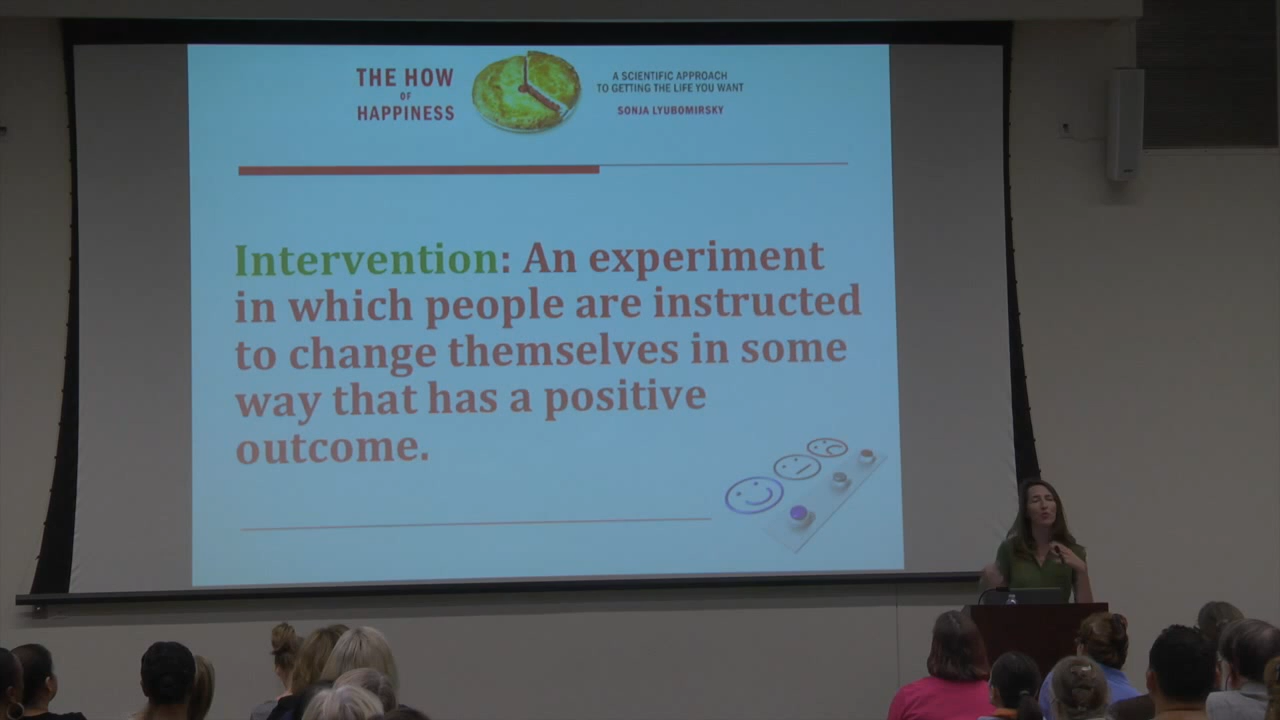 THE HOW
OF
HAPPINESS
A SCIENTIFIC APPROACH
TO GETTING THE LIFE YOU WANT
SONJA LYUBOMIRSKY
Intervention: An experiment
in which people are instructed
to change themselves in some
way that has a positive
outcome.